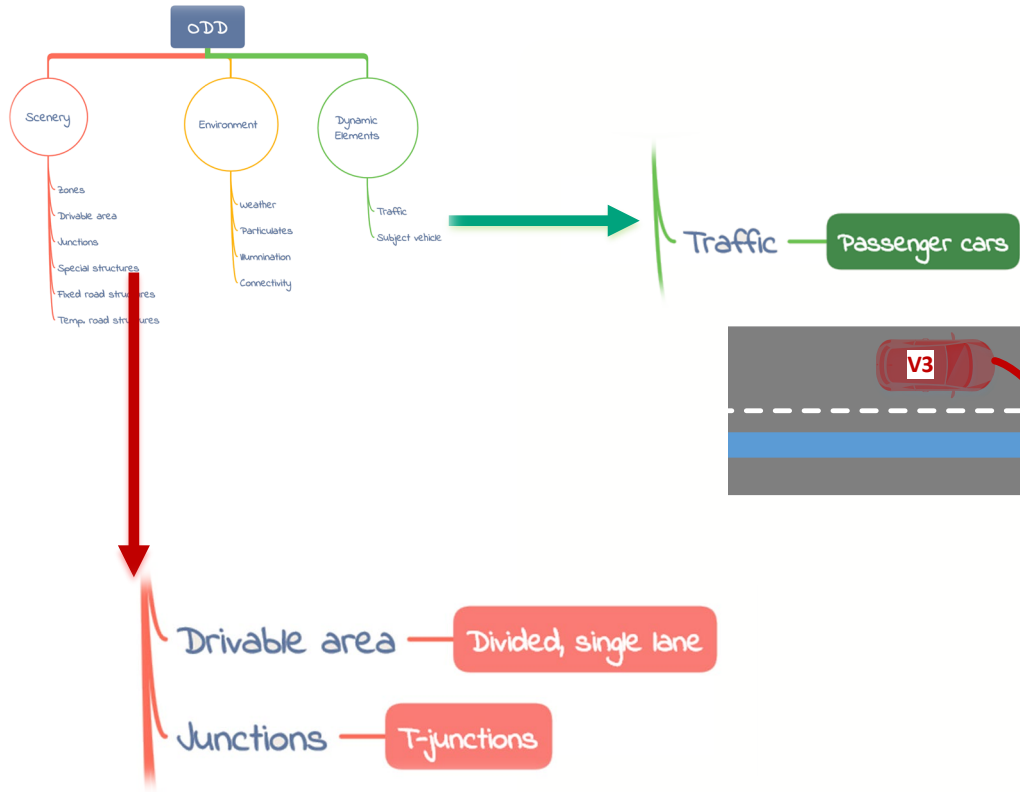 ODD
Scenery
Environment
Dynamic
Elements
Zones
Drivable area
Junctions
Special structures
Fixed road structures
Temp. road structures
Weather
Particulates
Illumnination
Connectivity
Traffic
Subject vehicle
Traffic
Passenger cars
V3
Drivable area
Divided, single lane
Junctions
T-junctions